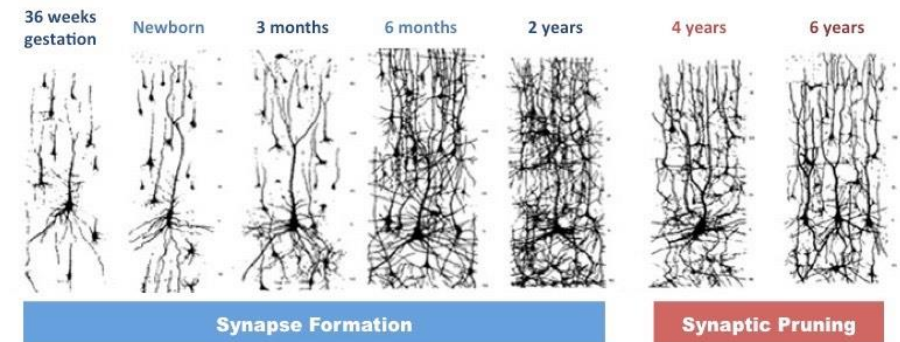 36 weeks
gestation
Newborn
3 months
6 months
2 years
4 years
6 years
Synapse Formation
Synaptic Pruning